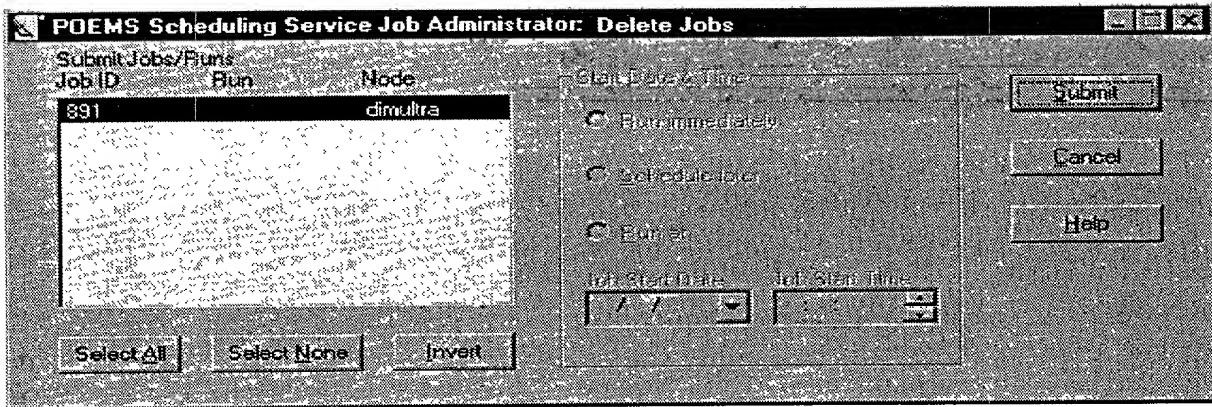 POEMS Scheduling Service Job Administrator: Delete Jobs
Submit Jobs/Runs
Job ID Run Node
891 dimultra
Start Date & Time
Run immediately
Schedule later
Run on
Job Start Date Job Start Time
/ / : :
Submit
Cancel
Help
Select All Select None Invert